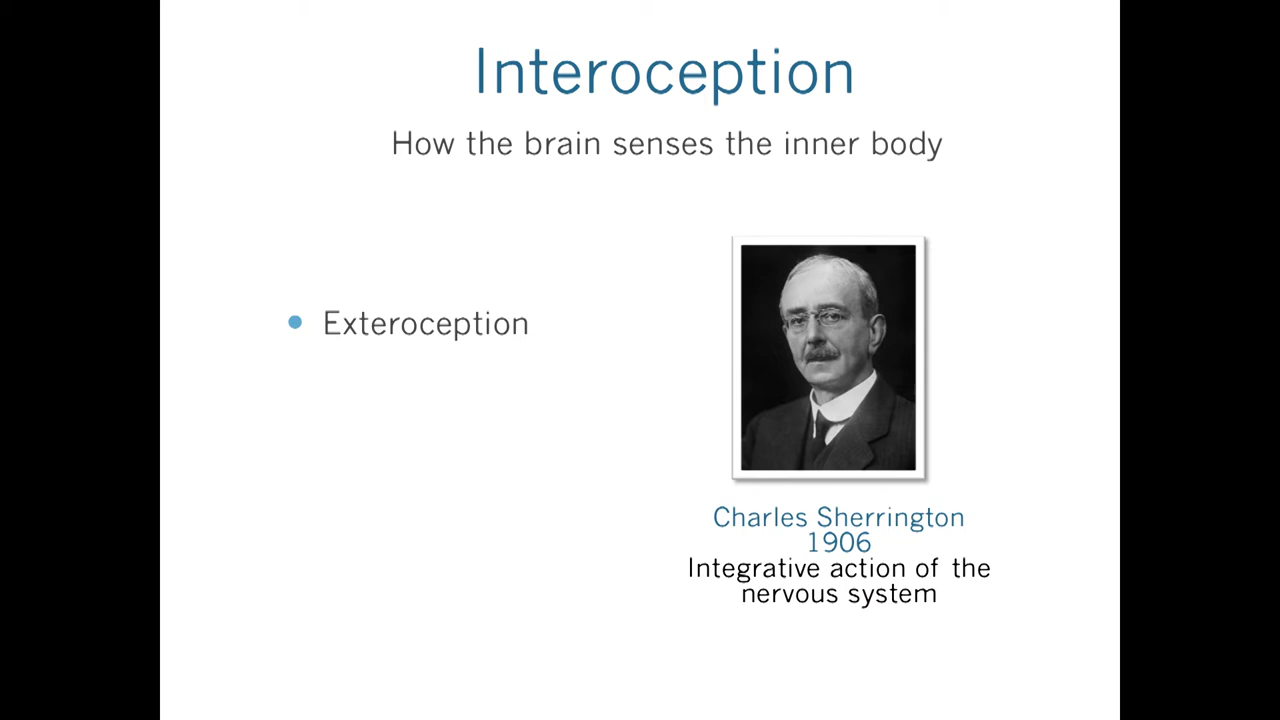 Interoception
How the brain senses the inner body
• Exteroception
Charles Sherrington
1906
Integrative action of the
nervous system